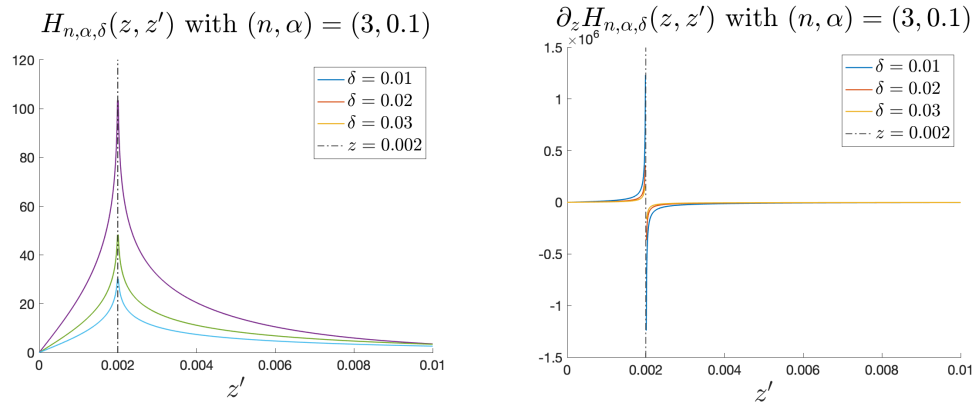 H_{n,α,δ}(z, z′) with (n, α) = (3, 0.1)
120
100
80
60
40
20
0
0 0.002 0.004 0.006 0.008 0.01
z′
δ = 0.01
δ = 0.02
δ = 0.03
z = 0.002
∂_z H_{n,α,δ}(z, z′) with (n, α) = (3, 0.1)
×10⁶
1.5
1
0.5
0
-0.5
-1
-1.5
0 0.002 0.004 0.006 0.008 0.01
z′
δ = 0.01
δ = 0.02
δ = 0.03
z = 0.002